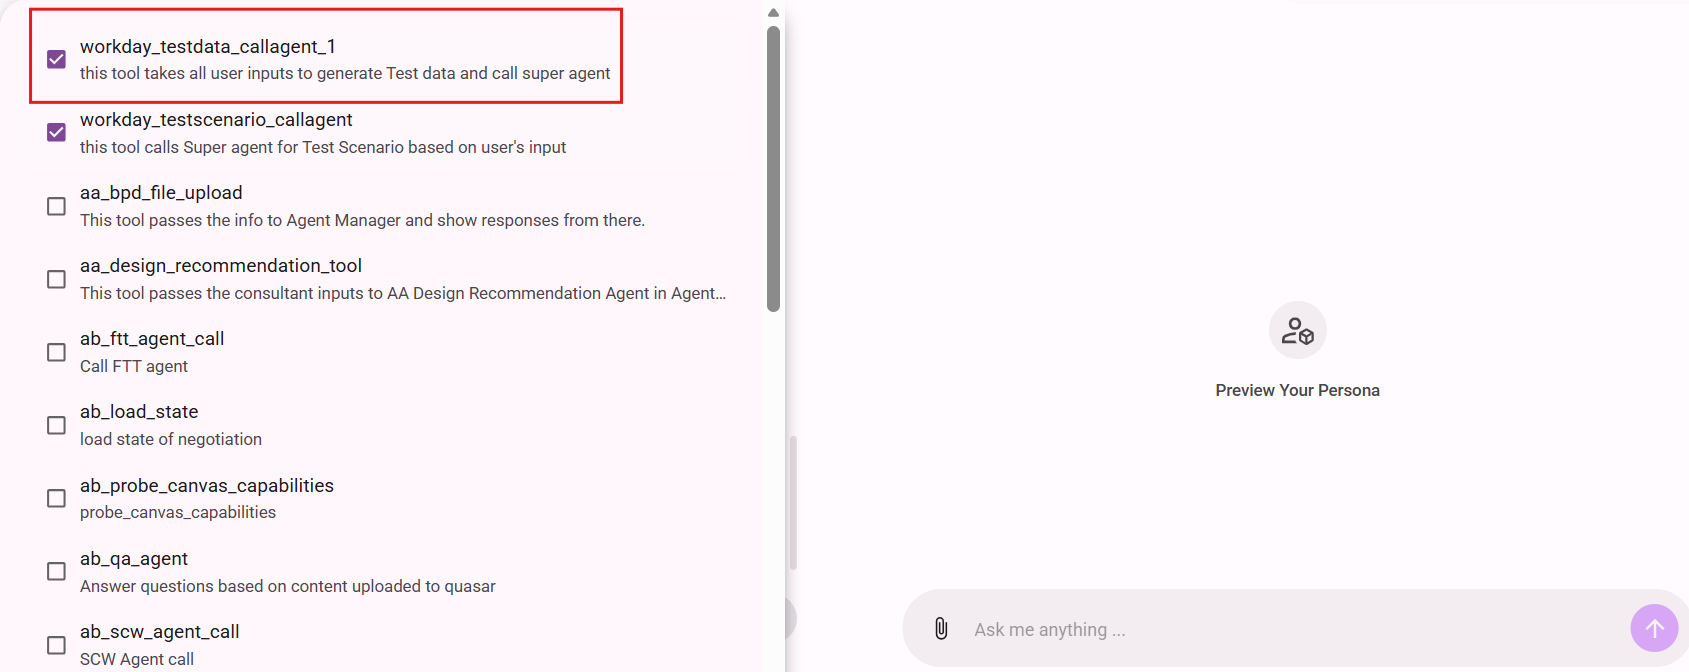 workday_testdata_callagent_1
this tool takes all user inputs to generate Test data and call super agent
workday_testscenario_callagent
this tool calls Super agent for Test Scenario based on user's input
aa_bpd_file_upload
This tool passes the info to Agent Manager and show responses from there.
aa_design_recommendation_tool
This tool passes the consultant inputs to AA Design Recommendation Agent in Agent...
ab_ftt_agent_call
Call FTT agent
ab_load_state
load state of negotiation
ab_probe_canvas_capabilities
probe_canvas_capabilities
ab_qa_agent
Answer questions based on content uploaded to quasar
ab_scw_agent_call
SCW Agent call
Preview Your Persona
Ask me anything ...